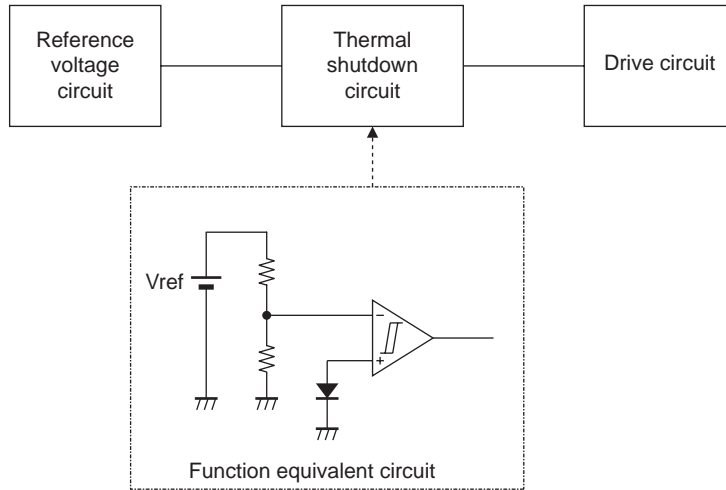 Reference
voltage
circuit
Thermal
shutdown
circuit
Drive circuit
Vref
−
+
Function equivalent circuit